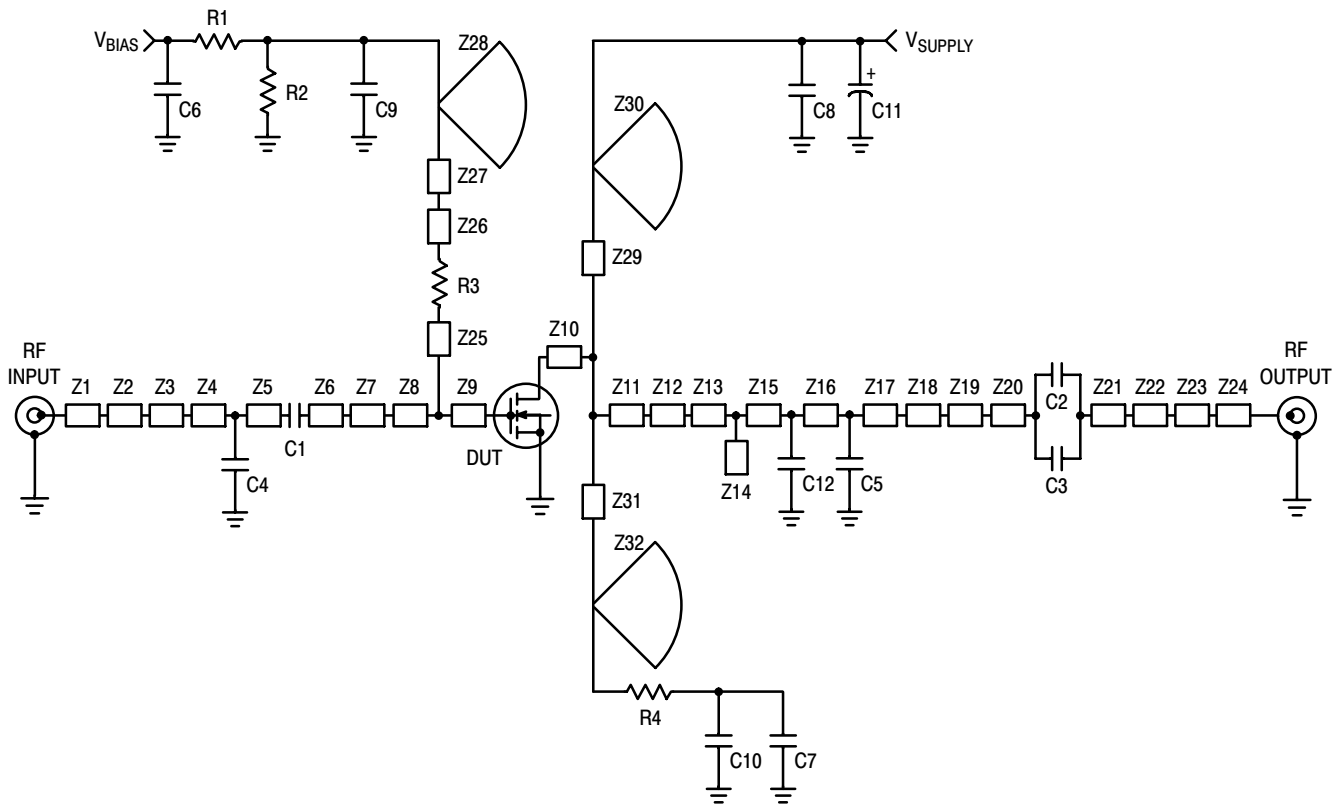 R1
V_BIAS
R2
C6
C9
Z28
Z27
Z26
R3
Z25
V_SUPPLY
+
C8
C11
Z30
Z29
Z10
RF
INPUT
Z1 Z2 Z3 Z4 Z5 Z6 Z7 Z8 Z9
C1
C4
DUT
Z11 Z12 Z13 Z15 Z16 Z17 Z18 Z19 Z20
C2
C3
Z21 Z22 Z23 Z24
RF
OUTPUT
Z14
C12
C5
Z31
Z32
R4
C10
C7